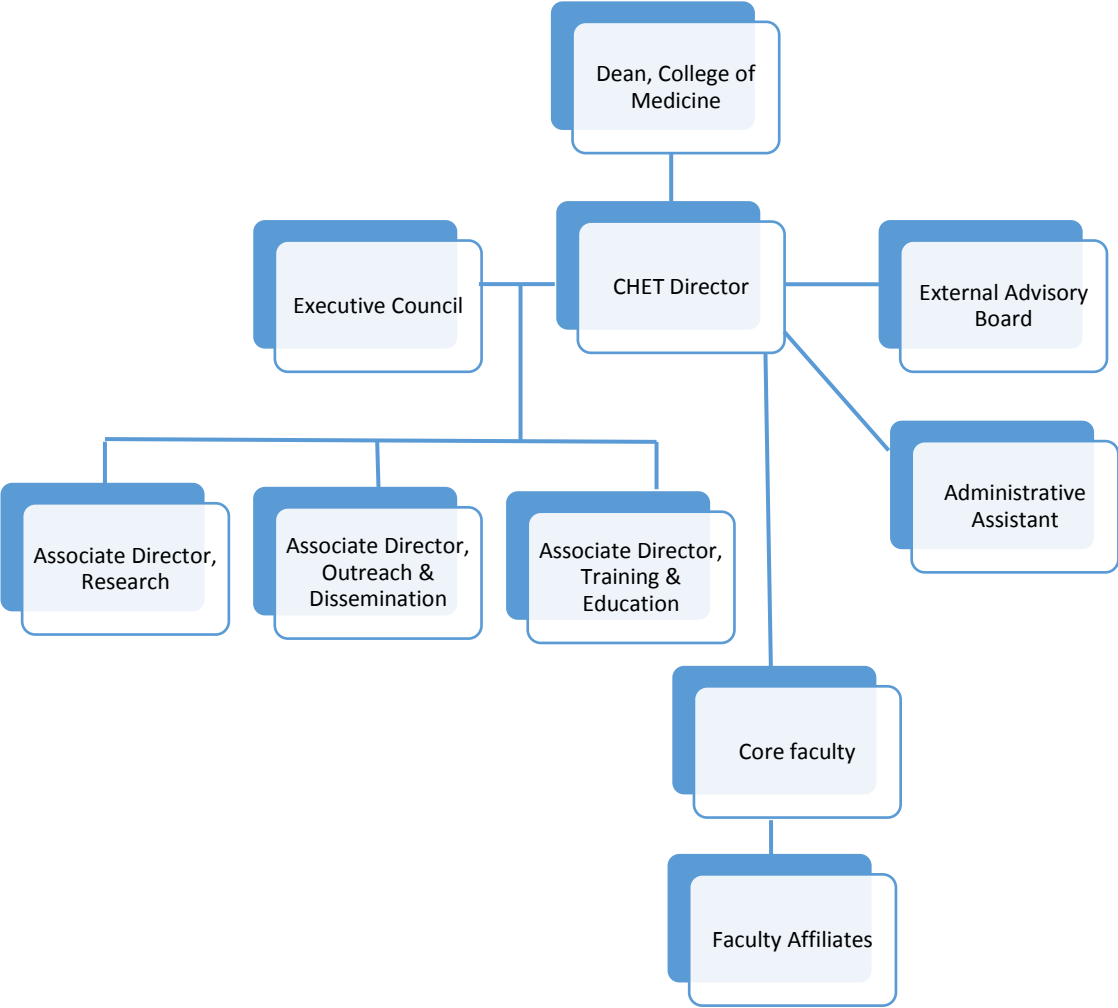 Dean, College of
Medicine
Executive Council
CHET Director
External Advisory
Board
Administrative
Assistant
Associate Director,
Research
Associate Director,
Outreach &
Dissemination
Associate Director,
Training &
Education
Core faculty
Faculty Affiliates